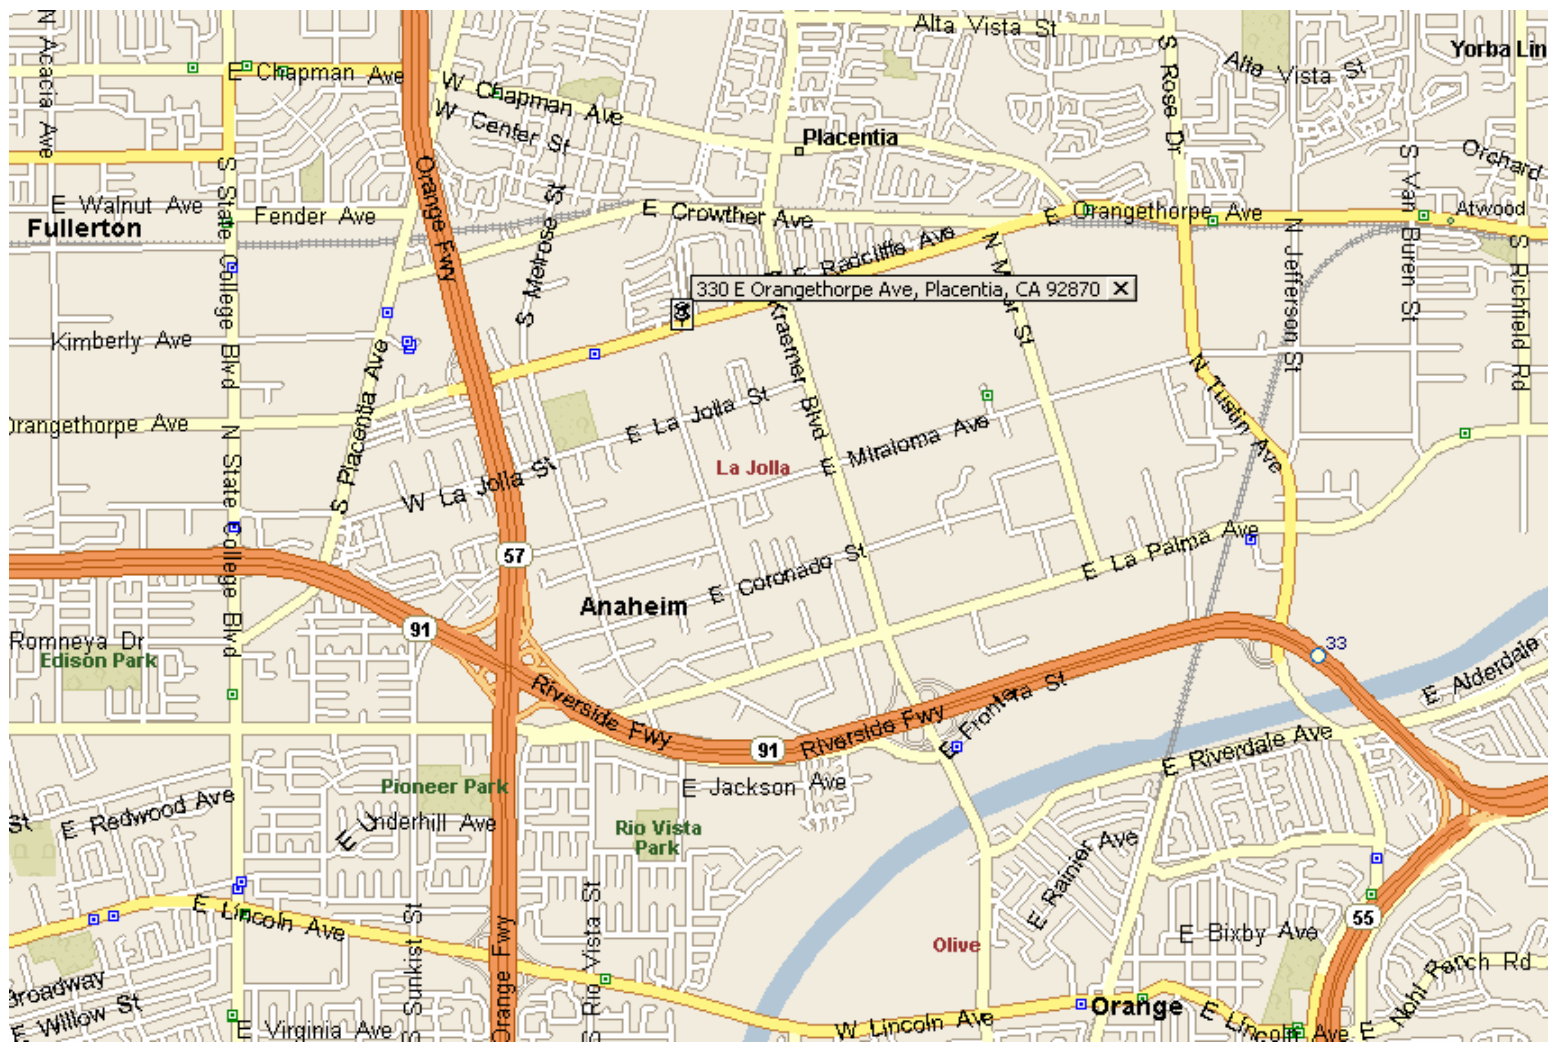 Alta Vista St
Yorba Lin
N Acacia Ave
E Chapman Ave
W Chapman Ave
W Center St
S Rose Dr
Alta Vista St
Placentia
Orchard
S Van Buren St
E Walnut Ave
Fender Ave
Fullerton
Orange Fwy
S Melrose St
E Crowther Ave
E Orangethorpe Ave
Atwood
E Radcliffe Ave
N Jefferson St
S Richfield Rd
S State College Blvd
330 E Orangethorpe Ave, Placentia, CA 92870
Kimberly Ave
S Placentia Ave
Kraemer Blvd
N Tustin Ave
Orangethorpe Ave
N State College Blvd
E La Jolla St
E Miraloma Ave
La Jolla
W La Jolla St
57
E Coronado St
E La Palma Ave
Anaheim
91
Romneya Dr
Edison Park
33
Riverside Fwy
E Frontera St
E Alderdale
91
Riverside Fwy
E Riverdale Ave
Pioneer Park
E Jackson Ave
St
E Redwood Ave
Underhill Ave
Rio Vista
Park
E Rainier Ave
E Lincoln Ave
S Sunkist St
Orange Fwy
S Rio Vista St
Olive
55
E Bixby Ave
Nohl Ranch Rd
Broadway
E Willow St
E Virginia Ave
W Lincoln Ave
Orange
E Lincoln Ave